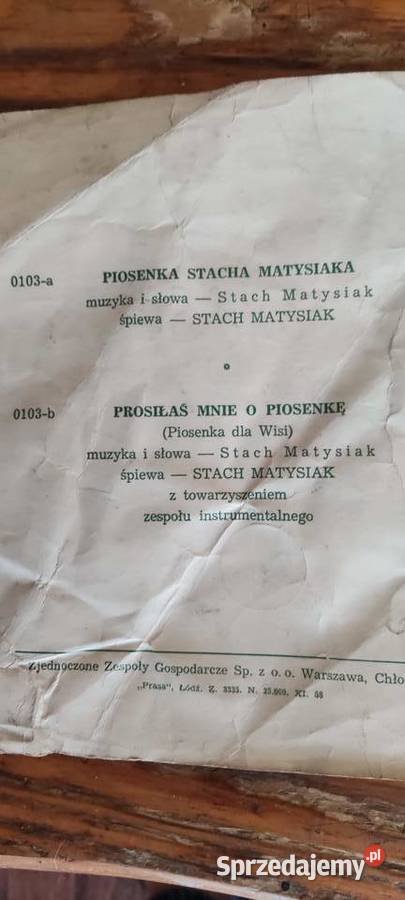 0103-a PIOSENKA STACHA MATYSIAKA
muzyka i słowa — Stach Matysiak
śpiewa — STACH MATYSIAK
0103-b PROSIŁAŚ MNIE O PIOSENKĘ
(Piosenka dla Wisi)
muzyka i słowa — Stach Matysiak
śpiewa — STACH MATYSIAK
z towarzyszeniem
zespołu instrumentalnego
Zjednoczone Zespoły Gospodarcze Sp. z o. o. Warszawa, Chło
„Prasa", Łódź. Z. 3335. N. 25.000. XI. 58
Sprzedajemy.pl